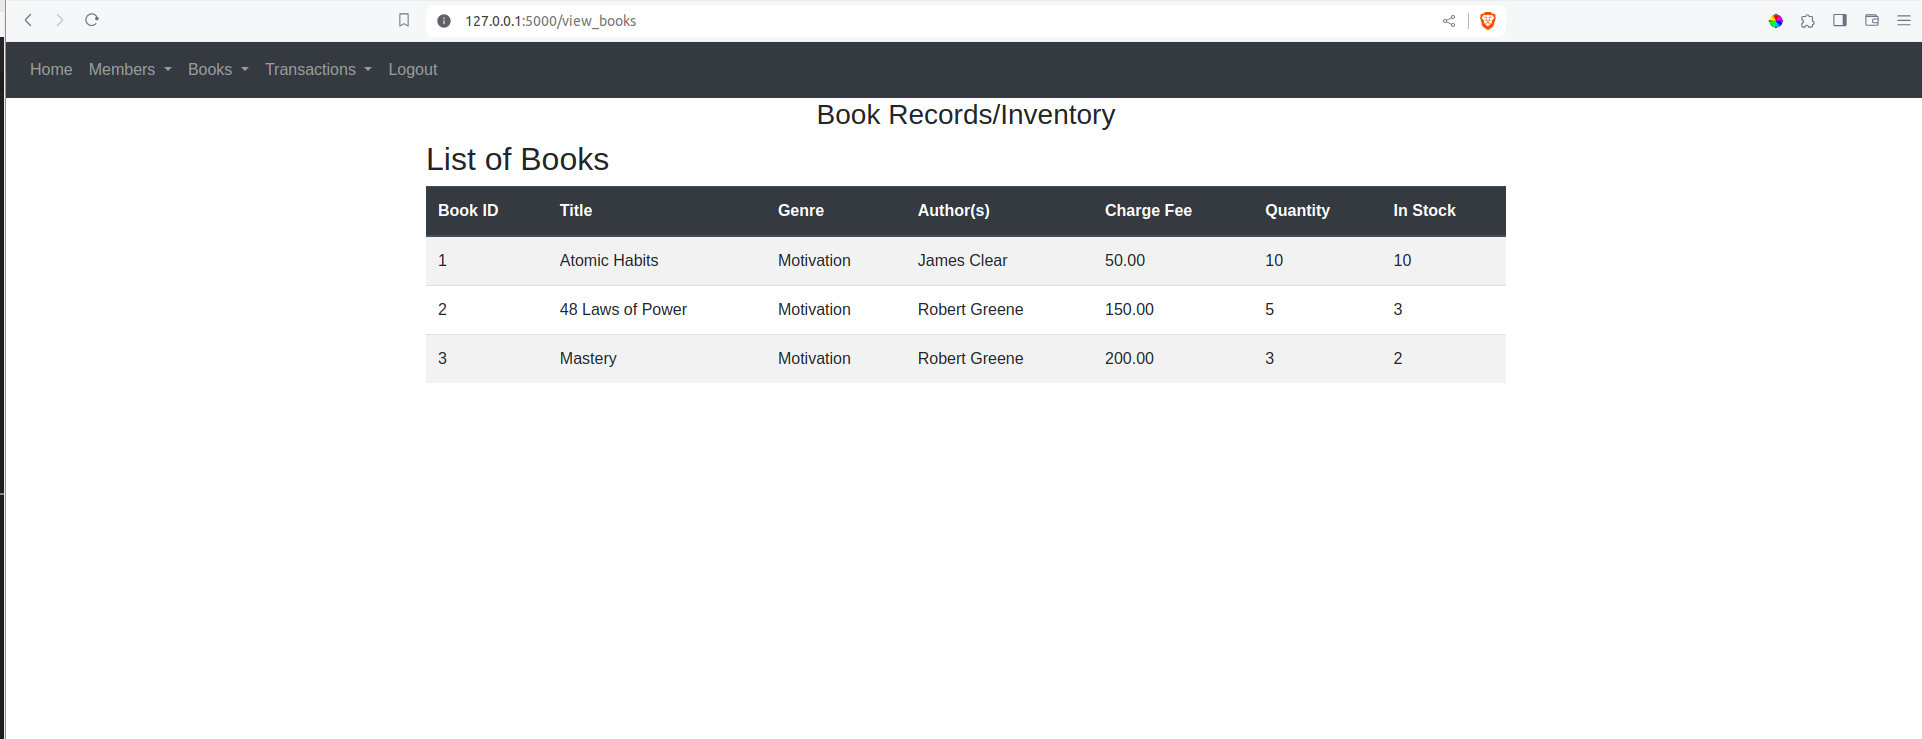 127.0.0.1:5000/view_books
Home Members Books Transactions Logout
Book Records/Inventory
List of Books
Book ID Title Genre Author(s) Charge Fee Quantity In Stock
1 Atomic Habits Motivation James Clear 50.00 10 10
2 48 Laws of Power Motivation Robert Greene 150.00 5 3
3 Mastery Motivation Robert Greene 200.00 3 2